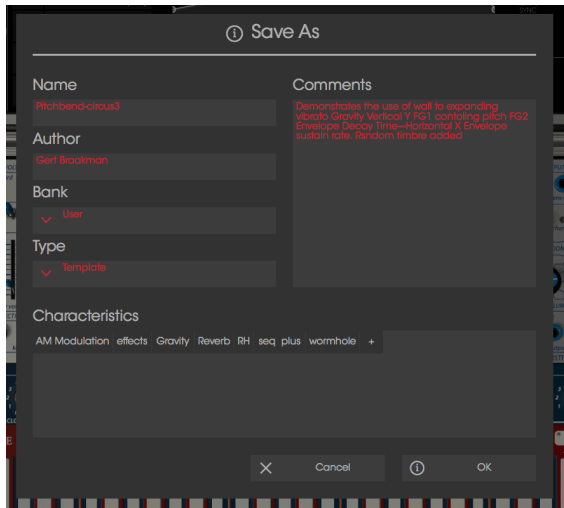 SYNC
Save As
Name
Pitchbend-circus3
Comments
Demonstrates the use of wall to expanding
vibrato Gravity Vertical Y FG1 contoling pitch FG2
Envelope Decay Time—Horizontal X Envelope
sustain rate. Random timbre added
Author
Gert Braakman
Bank
User
Type
Template
Characteristics
AM Modulation effects Gravity Reverb RH seq plus wormhole +
Cancel
OK